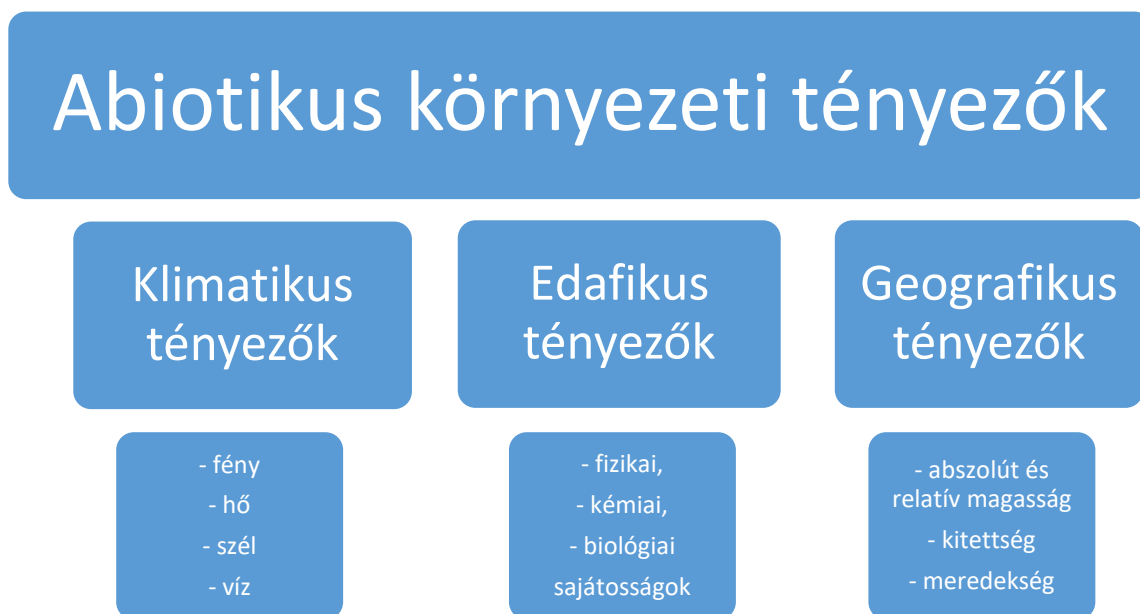 Abiotikus környezeti tényezők
Klimatikus
tényezők
Edafikus
tényezők
Geografikus
tényezők
- fény
- hő
- szél
- víz
- fizikai,
- kémiai,
- biológiai
sajátosságok
- abszolút és
relatív magasság
- kitettség
- meredekség